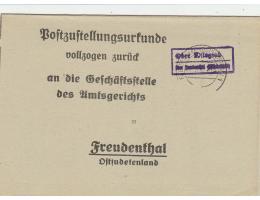 Postzustellungsurkunde
vollzogen zurück
an die Geschäftsstelle
des Amtsgerichts
Freudenthal
Ostsudetenland